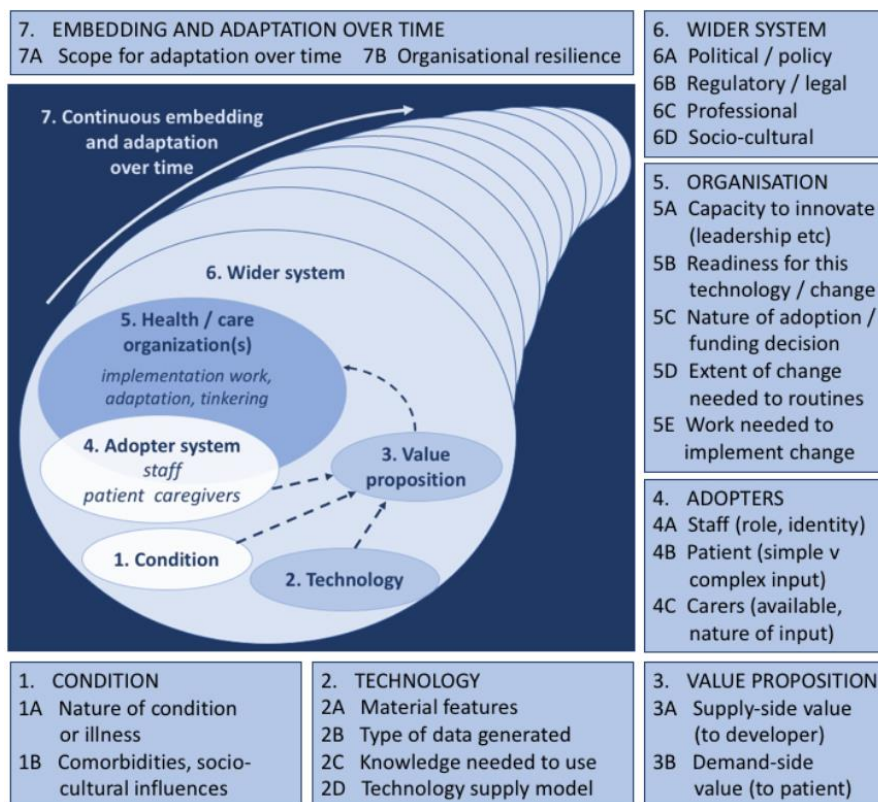 7. EMBEDDING AND ADAPTATION OVER TIME
7A Scope for adaptation over time 7B Organisational resilience
7. Continuous embedding
and adaptation
over time
6. Wider system
5. Health / care
organization(s)
implementation work,
adaptation, tinkering
4. Adopter system
staff
patient caregivers
3. Value
proposition
1. Condition
2. Technology
6. WIDER SYSTEM
6A Political / policy
6B Regulatory / legal
6C Professional
6D Socio-cultural
5. ORGANISATION
5A Capacity to innovate
(leadership etc)
5B Readiness for this
technology / change
5C Nature of adoption /
funding decision
5D Extent of change
needed to routines
5E Work needed to
implement change
4. ADOPTERS
4A Staff (role, identity)
4B Patient (simple v
complex input)
4C Carers (available,
nature of input)
1. CONDITION
1A Nature of condition
or illness
1B Comorbidities, socio-
cultural influences
2. TECHNOLOGY
2A Material features
2B Type of data generated
2C Knowledge needed to use
2D Technology supply model
3. VALUE PROPOSITION
3A Supply-side value
(to developer)
3B Demand-side
value (to patient)